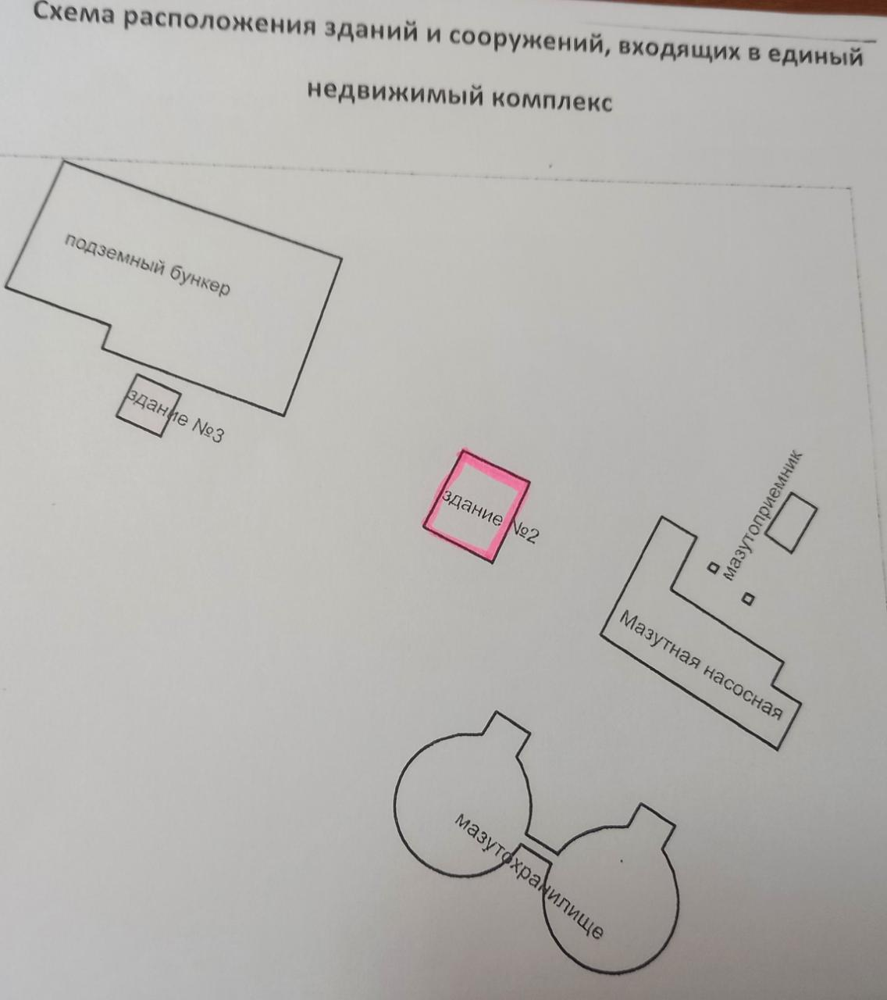 Схема расположения зданий и сооружений, входящих в единый
недвижимый комплекс
подземный бункер
здание №3
здание №2
мазутоприемник
Мазутная насосная
мазутохранилище